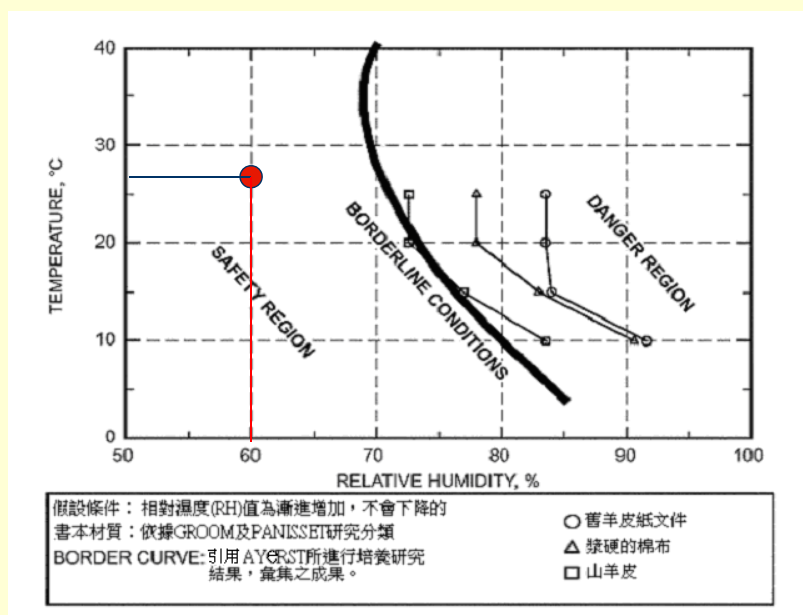 40
30
20
10
0
TEMPERATURE, °C
SAFETY REGION
BORDERLINE CONDITIONS
DANGER REGION
50
60
70
80
90
100
RELATIVE HUMIDITY, %
假設條件： 相對濕度(RH)值為漸進增加，不會下降的
書本材質：依據GROOM及PANISSET研究分類
BORDER CURVE: 引用AYERST所進行培養研究
結果，彙集之成果。
舊羊皮紙文件
漿硬的棉布
山羊皮